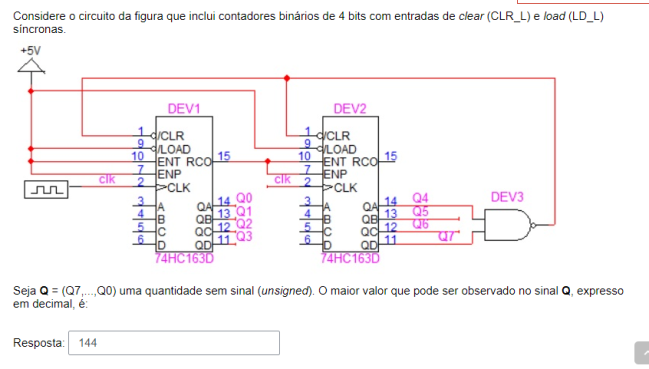 Considere o circuito da figura que inclui contadores binários de 4 bits com entradas de clear (CLR_L) e load (LD_L)
síncronas.
+5V
DEV1 DEV2
1 /CLR 1 /CLR
9 /LOAD 9 /LOAD
10 ENT RCO 15 10 ENT RCO 15
7 ENP 7 ENP
clk 2 CLK clk 2 CLK
DEV3
3 A QA 14 Q0 3 A QA 14 Q4
4 B QB 13 Q1 4 B QB 13 Q5
5 C QC 12 Q2 5 C QC 12 Q6
6 D QD 11 Q3 6 D QD 11 Q7
74HC163D 74HC163D
Seja Q = (Q7,...,Q0) uma quantidade sem sinal (unsigned). O maior valor que pode ser observado no sinal Q, expresso
em decimal, é:
Resposta: 144